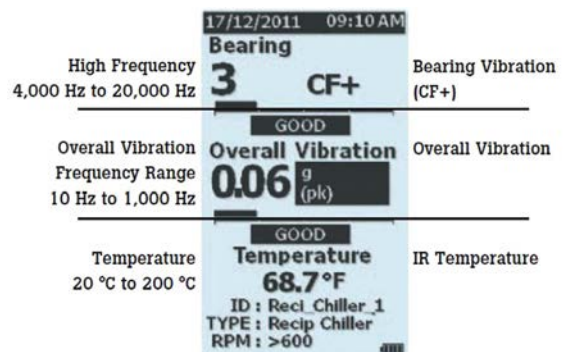 17/12/2011 09:10 AM
Bearing
High Frequency
4,000 Hz to 20,000 Hz
3 CF+
Bearing Vibration
(CF+)
GOOD
Overall Vibration
Frequency Range
10 Hz to 1,000 Hz
Overall Vibration
0.06 g
(pk)
Overall Vibration
GOOD
Temperature
20 °C to 200 °C
Temperature
68.7 °F
IR Temperature
ID : Reci_Chiller_1
TYPE : Recip Chiller
RPM : >600